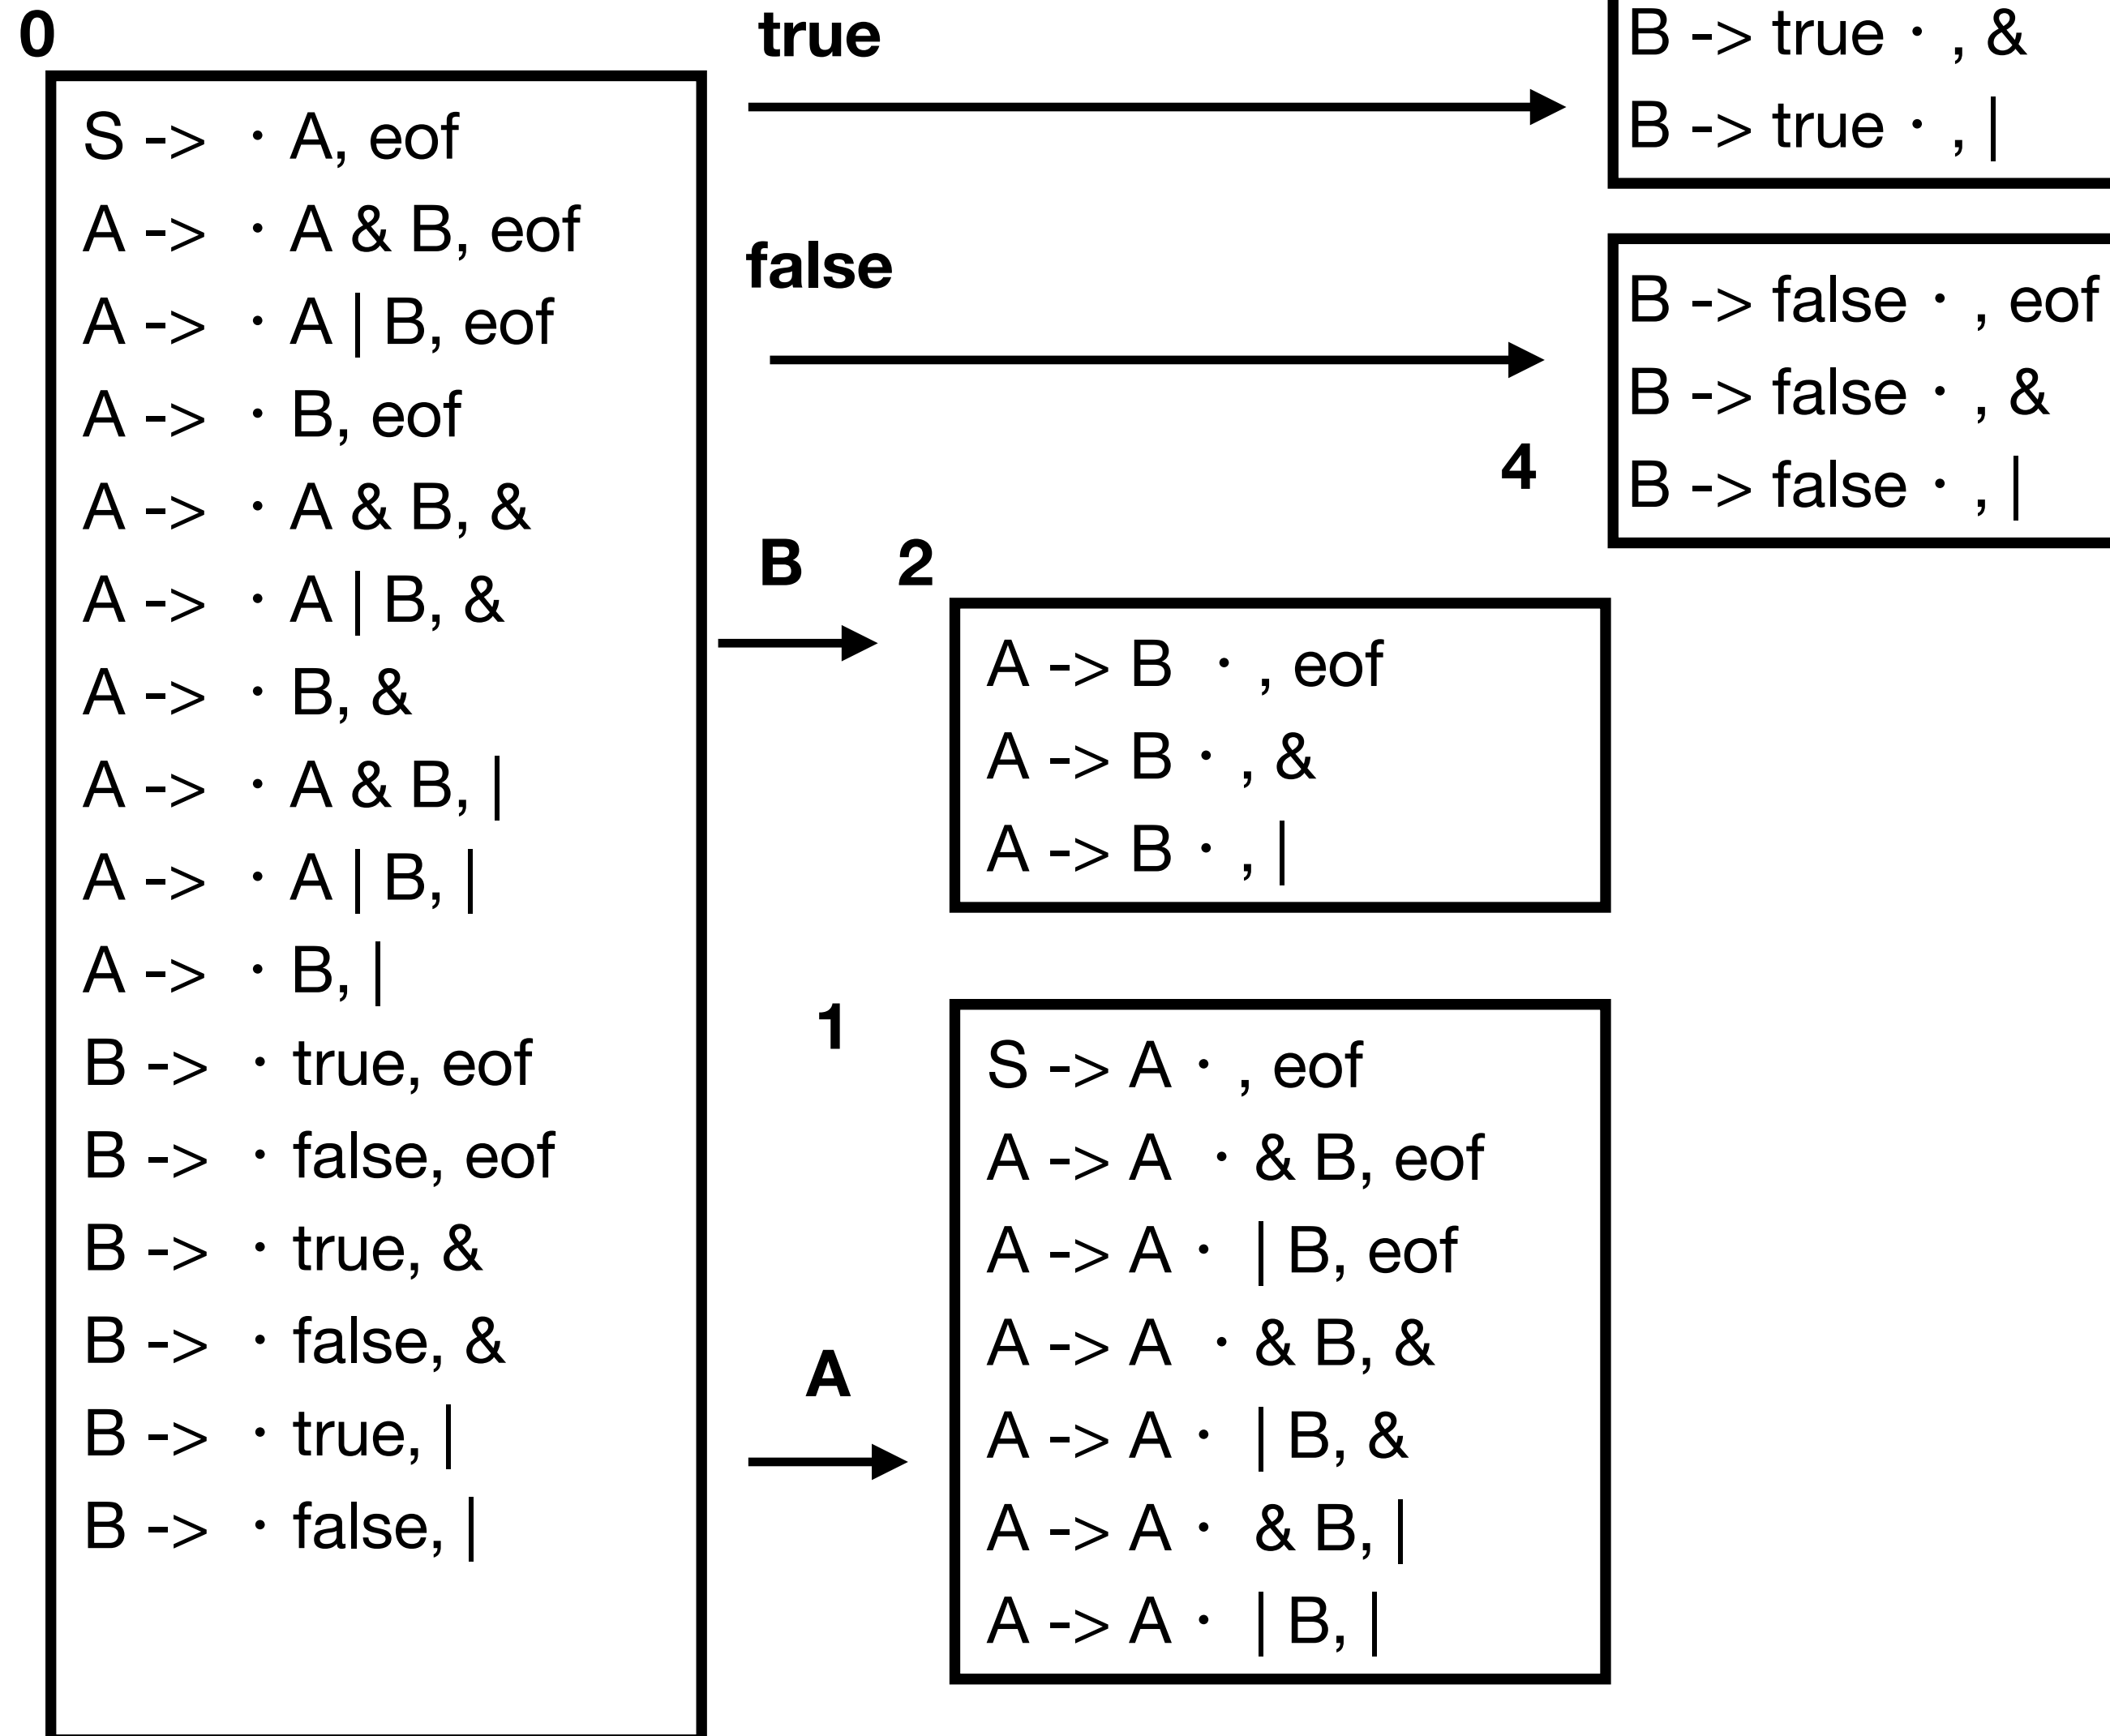 0
S -> · A, eof
A -> · A & B, eof
A -> · A | B, eof
A -> · B, eof
A -> · A & B, &
A -> · A | B, &
A -> · B, &
A -> · A & B, |
A -> · A | B, |
A -> · B, |
B -> · true, eof
B -> · false, eof
B -> · true, &
B -> · false, &
B -> · true, |
B -> · false, |
true
B -> true · , &
B -> true · , |
false
4
B -> false · , eof
B -> false · , &
B -> false · , |
B
2
A -> B · , eof
A -> B · , &
A -> B · , |
A
1
S -> A · , eof
A -> A · & B, eof
A -> A · | B, eof
A -> A · & B, &
A -> A · | B, &
A -> A · & B, |
A -> A · | B, |